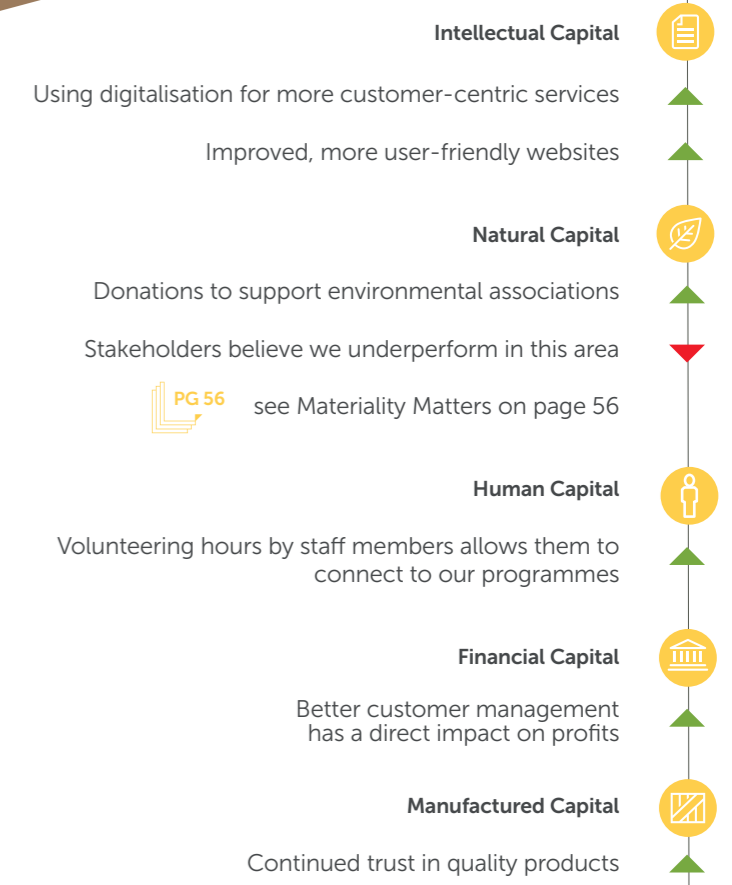 Intellectual Capital
Using digitalisation for more customer-centric services
Improved, more user-friendly websites
Natural Capital
Donations to support environmental associations
Stakeholders believe we underperform in this area
PG 56
see Materiality Matters on page 56
Human Capital
Volunteering hours by staff members allows them to
connect to our programmes
Financial Capital
Better customer management
has a direct impact on profits
Manufactured Capital
Continued trust in quality products